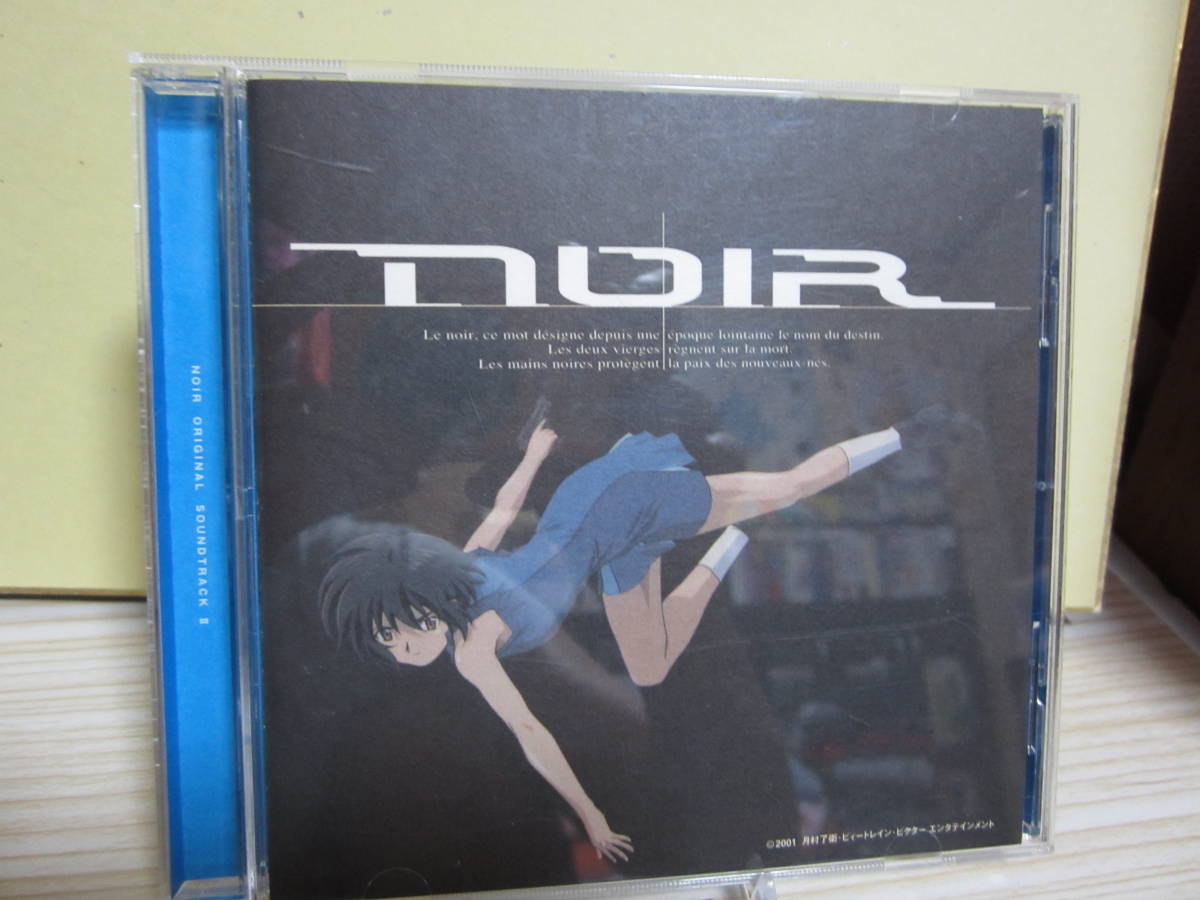 NOIR
Le noir, ce mot désigne depuis une époque lointaine le nom du destin.
Les deux vierges règnent sur la mort.
Les mains noires protègent la paix des nouveaux-nés.
NOIR ORIGINAL SOUNDTRACK II
©2001 月村了衛・ビィートレイン・ビクター エンタテインメント